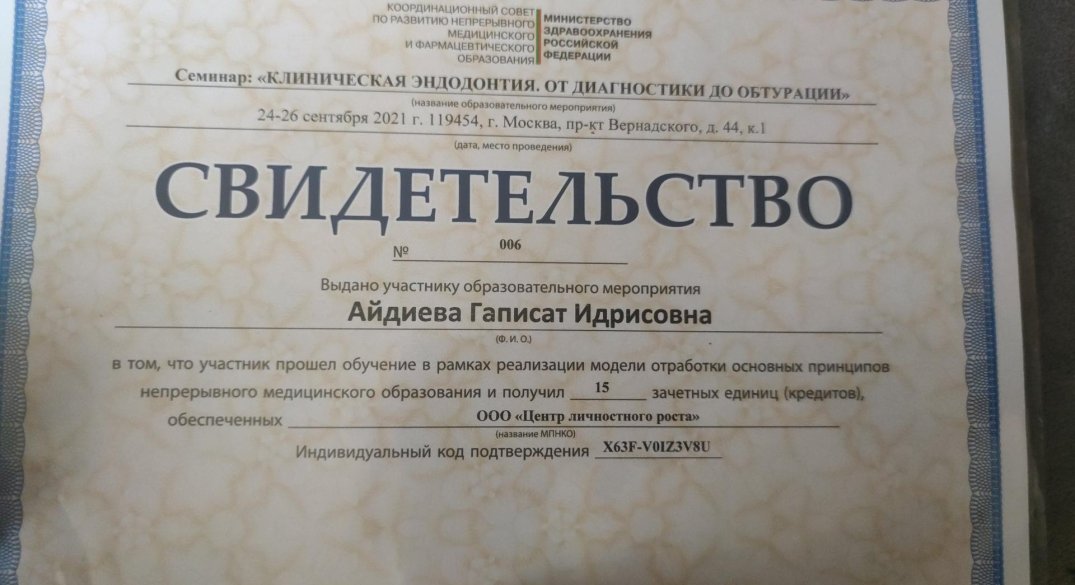 КООРДИНАЦИОННЫЙ СОВЕТ
ПО РАЗВИТИЮ НЕПРЕРЫВНОГО
МЕДИЦИНСКОГО
И ФАРМАЦЕВТИЧЕСКОГО
ОБРАЗОВАНИЯ
МИНИСТЕРСТВО
ЗДРАВООХРАНЕНИЯ
РОССИЙСКОЙ
ФЕДЕРАЦИИ
Семинар: «КЛИНИЧЕСКАЯ ЭНДОДОНТИЯ. ОТ ДИАГНОСТИКИ ДО ОБТУРАЦИИ»
(название образовательного мероприятия)
24-26 сентября 2021 г. 119454, г. Москва, пр-кт Вернадского, д. 44, к.1
(дата, место проведения)
СВИДЕТЕЛЬСТВО
№ 006
Выдано участнику образовательного мероприятия
Айдиева Гаписат Идрисовна
(Ф. И. О.)
в том, что участник прошел обучение в рамках реализации модели отработки основных принципов
непрерывного медицинского образования и получил 15 зачетных единиц (кредитов),
обеспеченных ООО «Центр личностного роста»
(название МПНКО)
Индивидуальный код подтверждения X63F-V0IZ3V8U